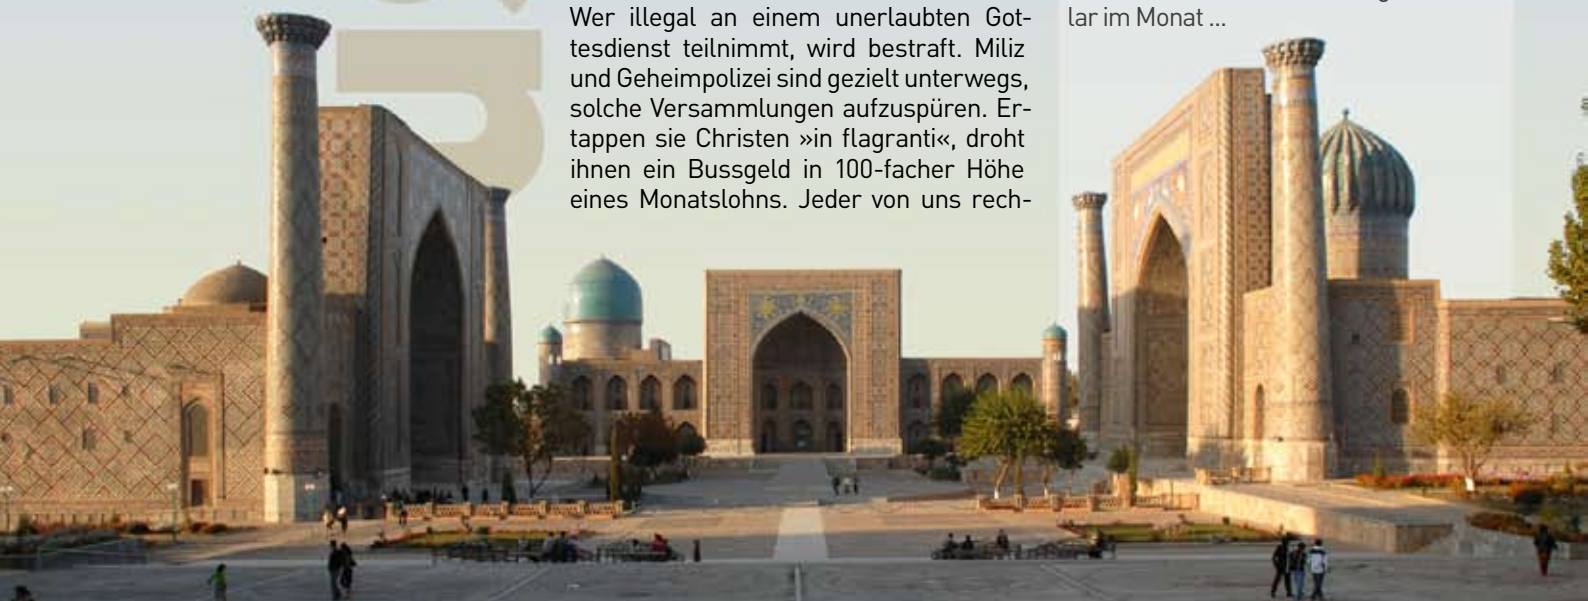 Wer illegal an einem unerlaubten Got-
tesdienst teilnimmt, wird bestraft. Miliz
und Geheimpolizei sind gezielt unterwegs,
solche Versammlungen aufzuspüren. Er-
tappen sie Christen »in flagranti«, droht
ihnen ein Bussgeld in 100-facher Höhe
eines Monatslohns. Jeder von uns rech-
lar im Monat ...